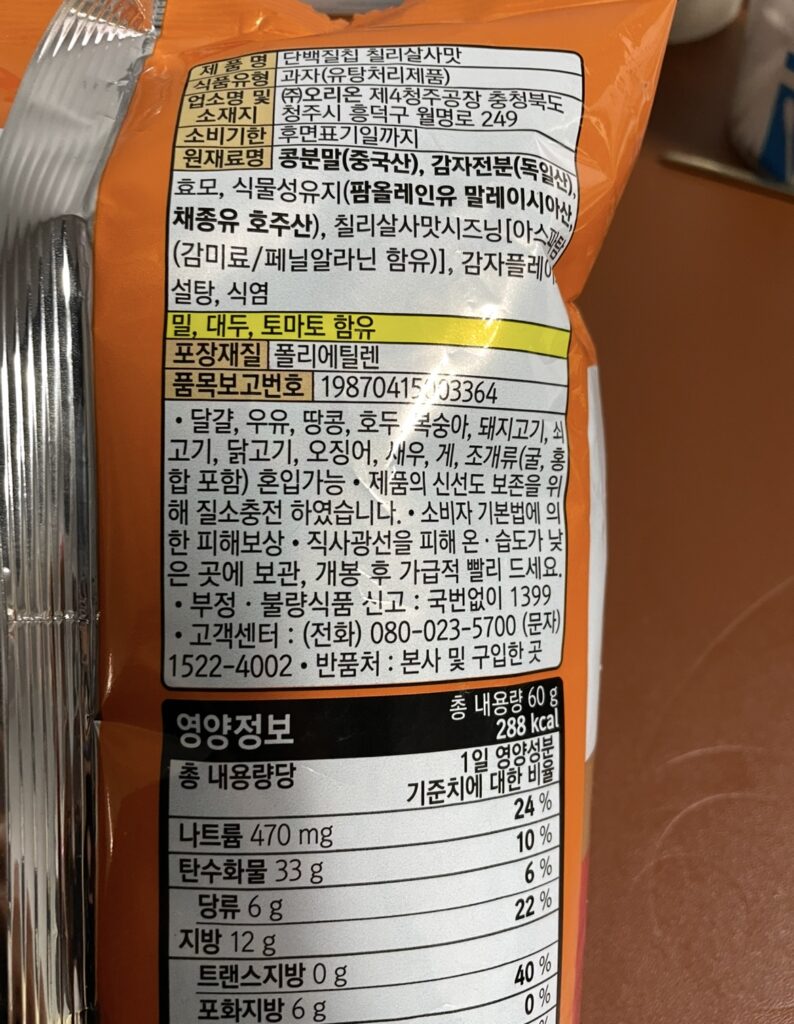 제 품 명 단백질칩 칠리살사맛
식품유형 과자(유탕처리제품)
업소명 및 소재지 ㈜오리온 제4청주공장 충청북도
청주시 흥덕구 월명로 249
소비기한 후면표기일까지
원재료명 콩분말(중국산), 감자전분(독일산),
효모, 식물성유지(팜올레인유 말레이시아산,
채종유 호주산), 칠리살사맛시즈닝[아스파탐
(감미료/페닐알라닌 함유)], 감자플레이
설탕, 식염
밀, 대두, 토마토 함유
포장재질 폴리에틸렌
품목보고번호 19870415003364
• 달걀, 우유, 땅콩, 호두, 복숭아, 돼지고기, 쇠
고기, 닭고기, 오징어, 새우, 게, 조개류(굴, 홍
합 포함) 혼입가능 • 제품의 신선도 보존을 위
해 질소충전 하였습니다. • 소비자 기본법에 의
한 피해보상 • 직사광선을 피해 온 · 습도가 낮
은 곳에 보관, 개봉 후 가급적 빨리 드세요.
• 부정 · 불량식품 신고 : 국번없이 1399
• 고객센터 : (전화) 080-023-5700 (문자)
1522-4002 • 반품처 : 본사 및 구입한 곳
영양정보 총 내용량 60 g
288 kcal
총 내용량당 1일 영양성분
기준치에 대한 비율
나트륨 470 mg 24 %
탄수화물 33 g 10 %
당류 6 g 6 %
지방 12 g 22 %
트랜스지방 0 g
포화지방 6 g 40 %
0 %